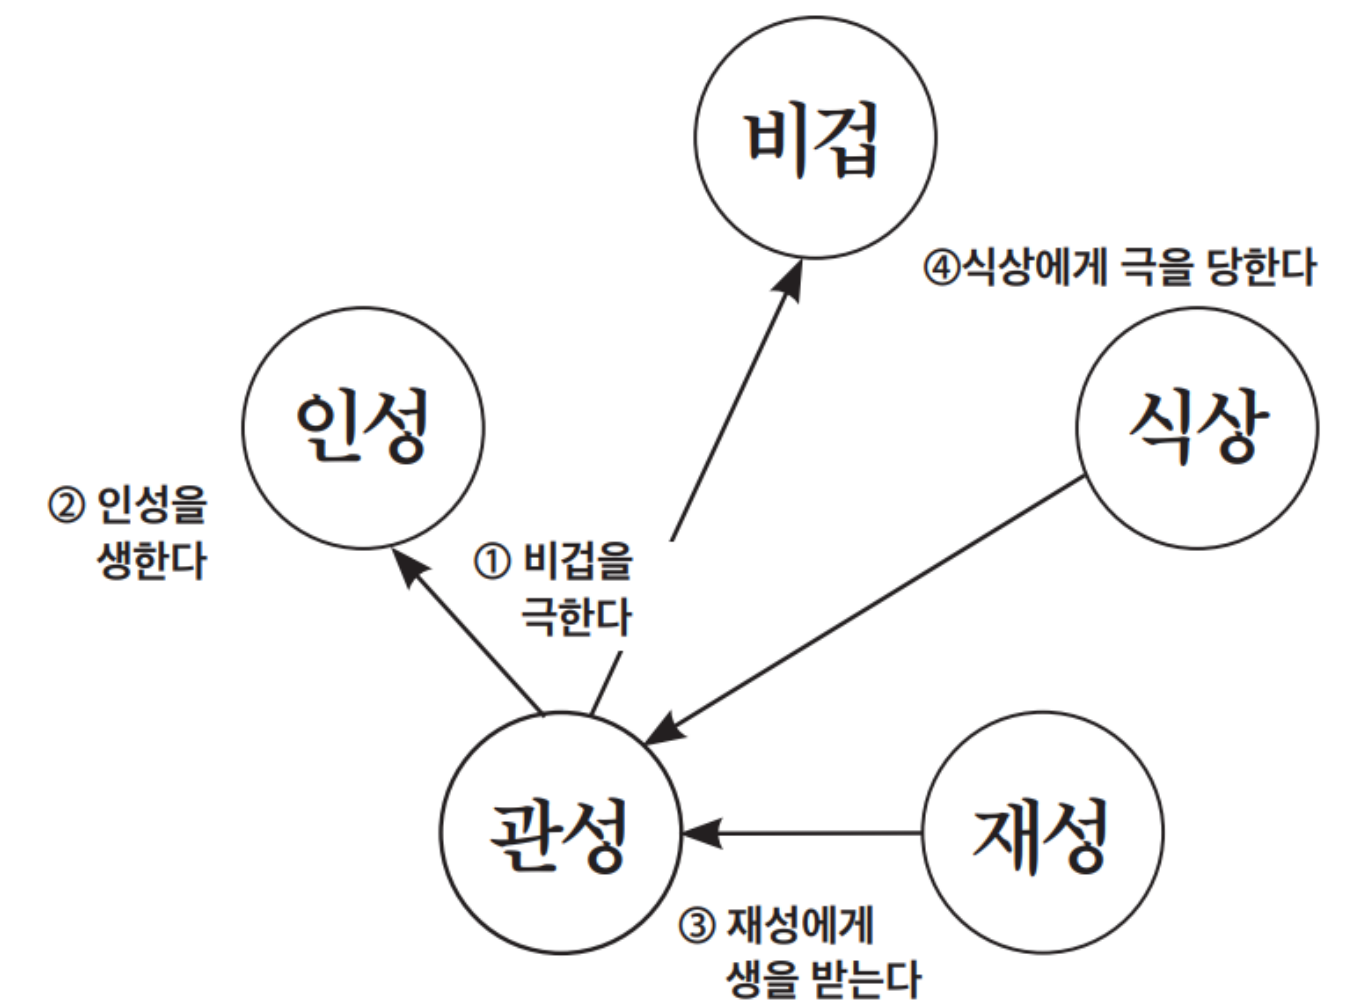 비겁
④식상에게 극을 당한다
인성
식상
② 인성을
생한다
① 비겁을
극한다
관성
재성
③ 재성에게
생을 받는다